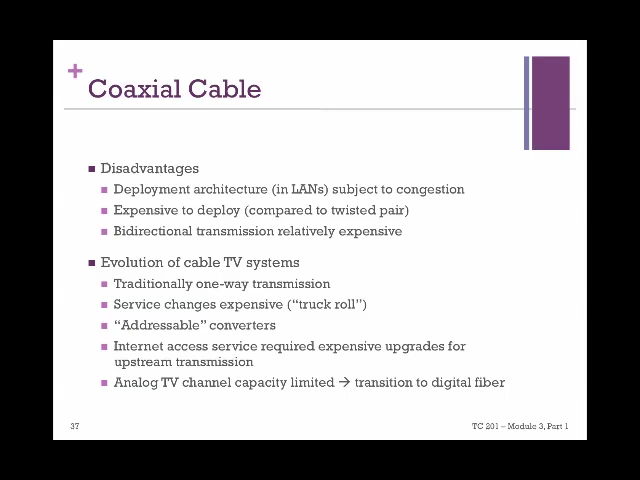 +
Coaxial Cable
Disadvantages
Deployment architecture (in LANs) subject to congestion
Expensive to deploy (compared to twisted pair)
Bidirectional transmission relatively expensive
Evolution of cable TV systems
Traditionally one-way transmission
Service changes expensive (“truck roll”)
“Addressable” converters
Internet access service required expensive upgrades for
upstream transmission
Analog TV channel capacity limited → transition to digital fiber
37
TC 201 – Module 3, Part 1